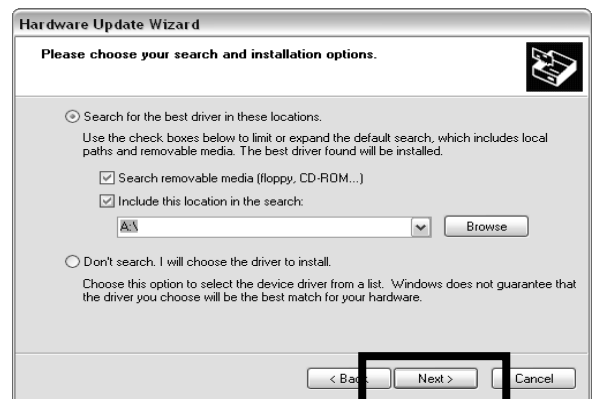 Hardware Update Wizard
Please choose your search and installation options.
Search for the best driver in these locations.
Use the check boxes below to limit or expand the default search, which includes local
paths and removable media. The best driver found will be installed.
Search removable media (floppy, CD-ROM...)
Include this location in the search:
A:\
Browse
Don't search. I will choose the driver to install.
Choose this option to select the device driver from a list. Windows does not guarantee that
the driver you choose will be the best match for your hardware.
< Back
Next >
Cancel